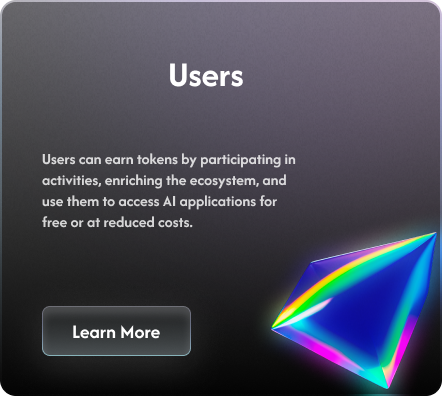 Users
Users can earn tokens by participating in
activities, enriching the ecosystem, and
use them to access AI applications for
free or at reduced costs.
Learn More